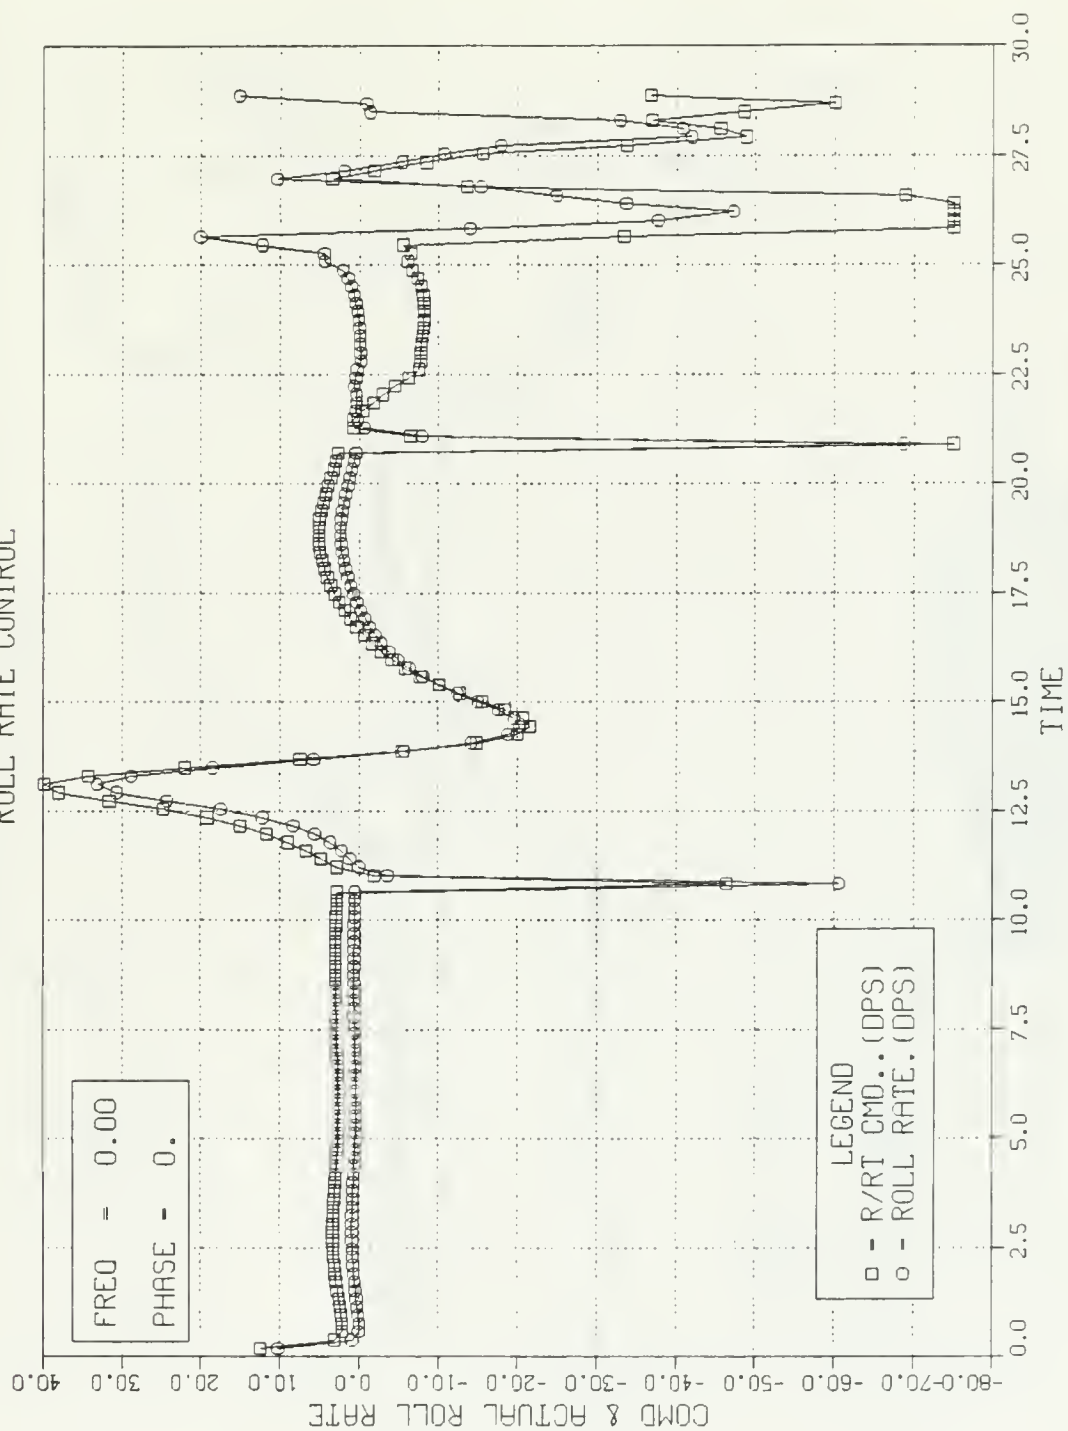 ROLL RATE CONTROL
FREQ = 0.00
PHASE - 0.
LEGEND
□ - R/RT CMD..(DPS)
○ - ROLL RATE.(DPS)
COMD & ACTUAL ROLL RATE
40.0 30.0 20.0 10.0 0.0 -10.0 -20.0 -30.0 -40.0 -50.0 -60.0 -70.0 -80.0
0.0 2.5 5.0 7.5 10.0 12.5 15.0 17.5 20.0 22.5 25.0 27.5 30.0
TIME